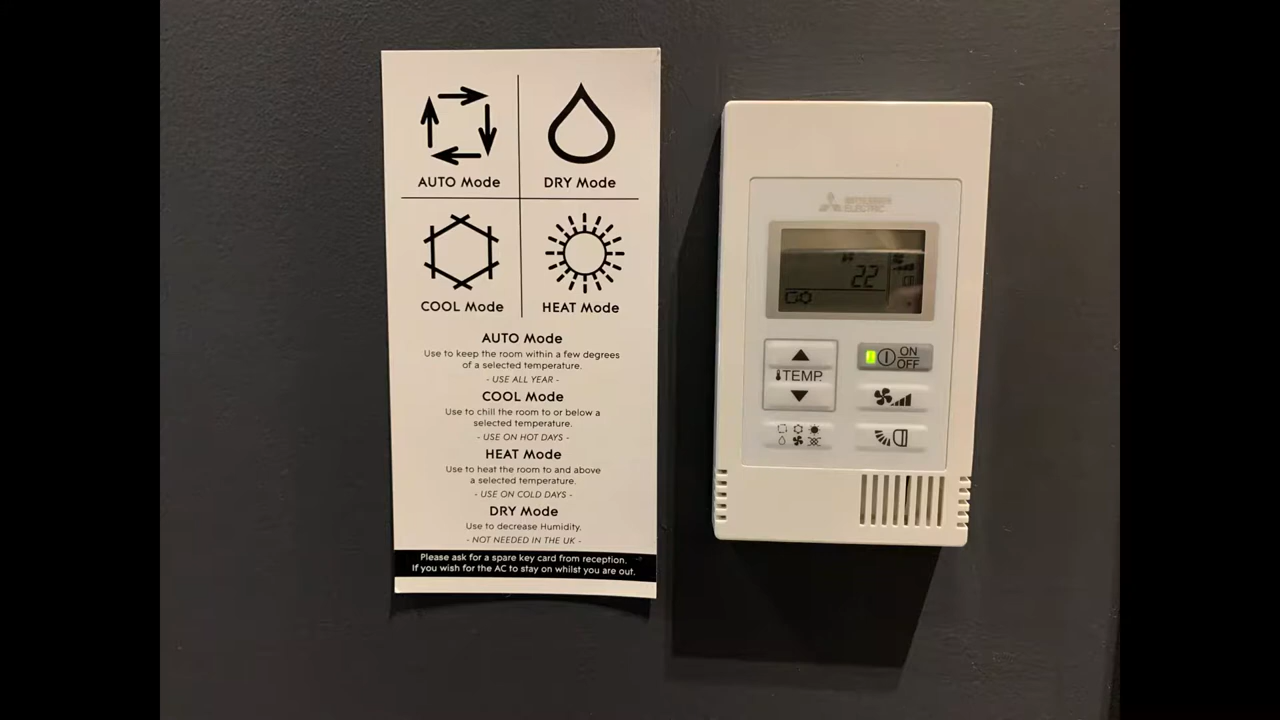 AUTO Mode
DRY Mode
COOL Mode
HEAT Mode
AUTO Mode
Use to keep the room within a few degrees
of a selected temperature.
- USE ALL YEAR -
COOL Mode
Use to chill the room to or below a
selected temperature.
- USE ON HOT DAYS -
HEAT Mode
Use to heat the room to and above
a selected temperature.
- USE ON COLD DAYS -
DRY Mode
Use to decrease Humidity.
- NOT NEEDED IN THE UK -
Please ask for a spare key card from reception.
If you wish for the AC to stay on whilst you are out.
MITSUBISHI
ELECTRIC
22
TEMP.
ON
OFF